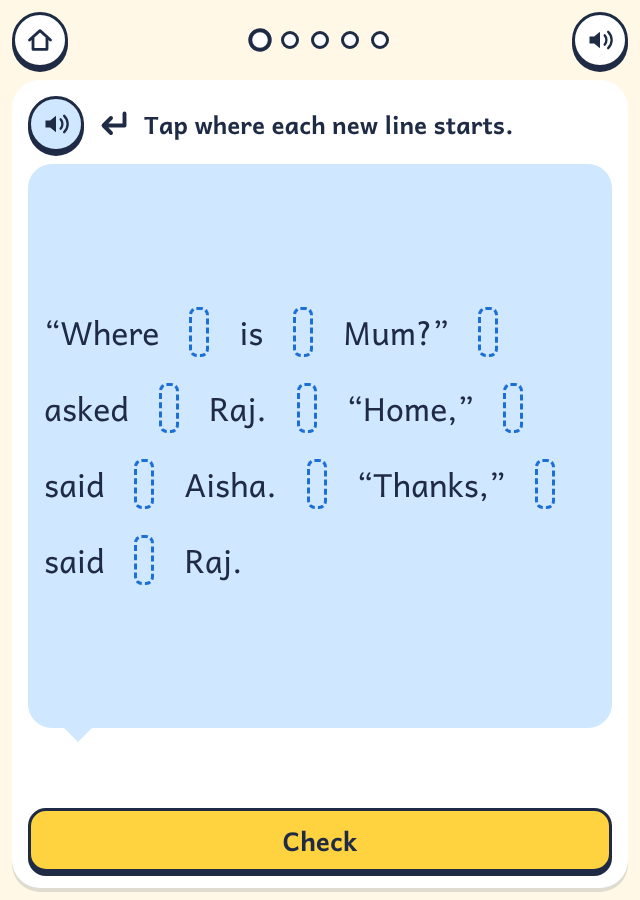 Tap where each new line starts.
“Where is Mum?”
asked Raj. “Home,”
said Aisha. “Thanks,”
said Raj.
Check